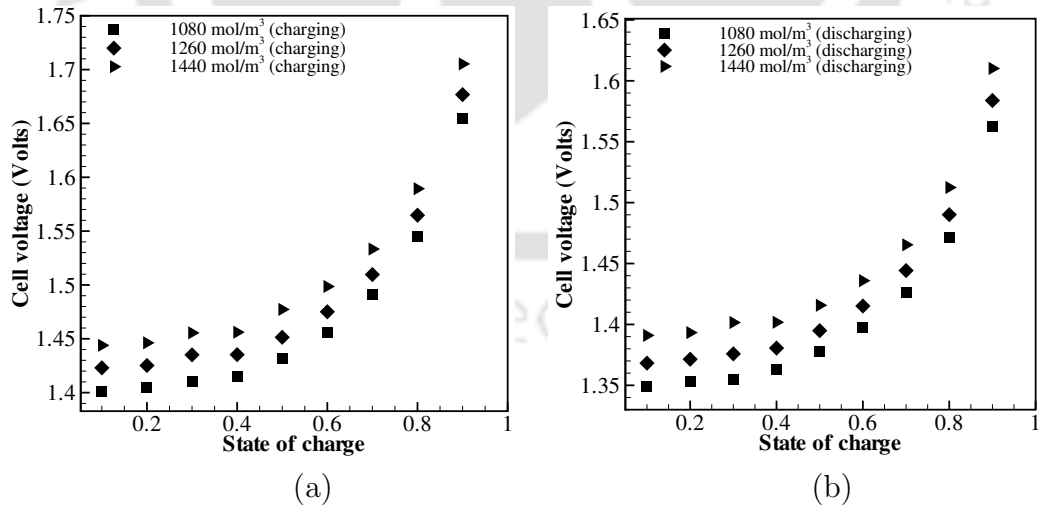 1.75
1.7
1.65
1.6
1.55
1.5
1.45
1.4
Cell voltage (Volts)
1080 mol/m³ (charging)
1260 mol/m³ (charging)
1440 mol/m³ (charging)
0.2
0.4
0.6
0.8
1
State of charge
(a)
1.65
1.6
1.55
1.5
1.45
1.4
1.35
Cell voltage (Volts)
1080 mol/m³ (discharging)
1260 mol/m³ (discharging)
1440 mol/m³ (discharging)
0.2
0.4
0.6
0.8
1
State of charge
(b)